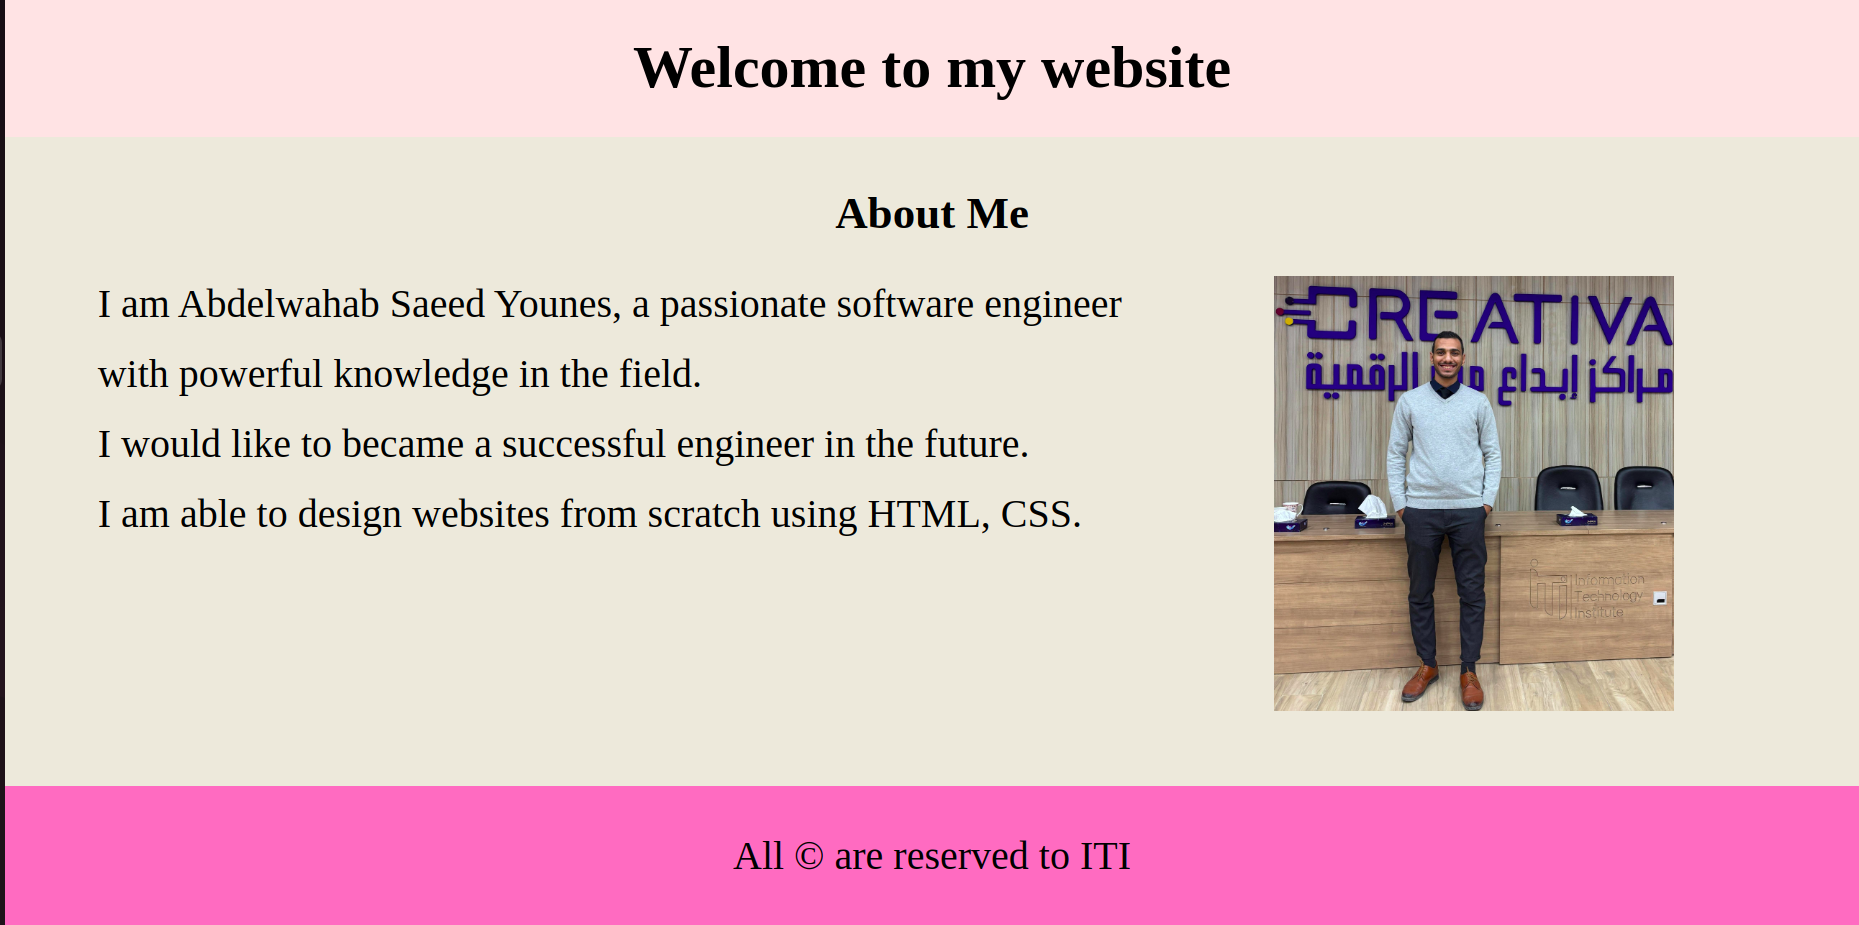 Welcome to my website
About Me
I am Abdelwahab Saeed Younes, a passionate software engineer
with powerful knowledge in the field.
I would like to became a successful engineer in the future.
I am able to design websites from scratch using HTML, CSS.
CREATIVA
مراكز إبداع
الرقمية
Information
Technology
Institute
All © are reserved to ITI